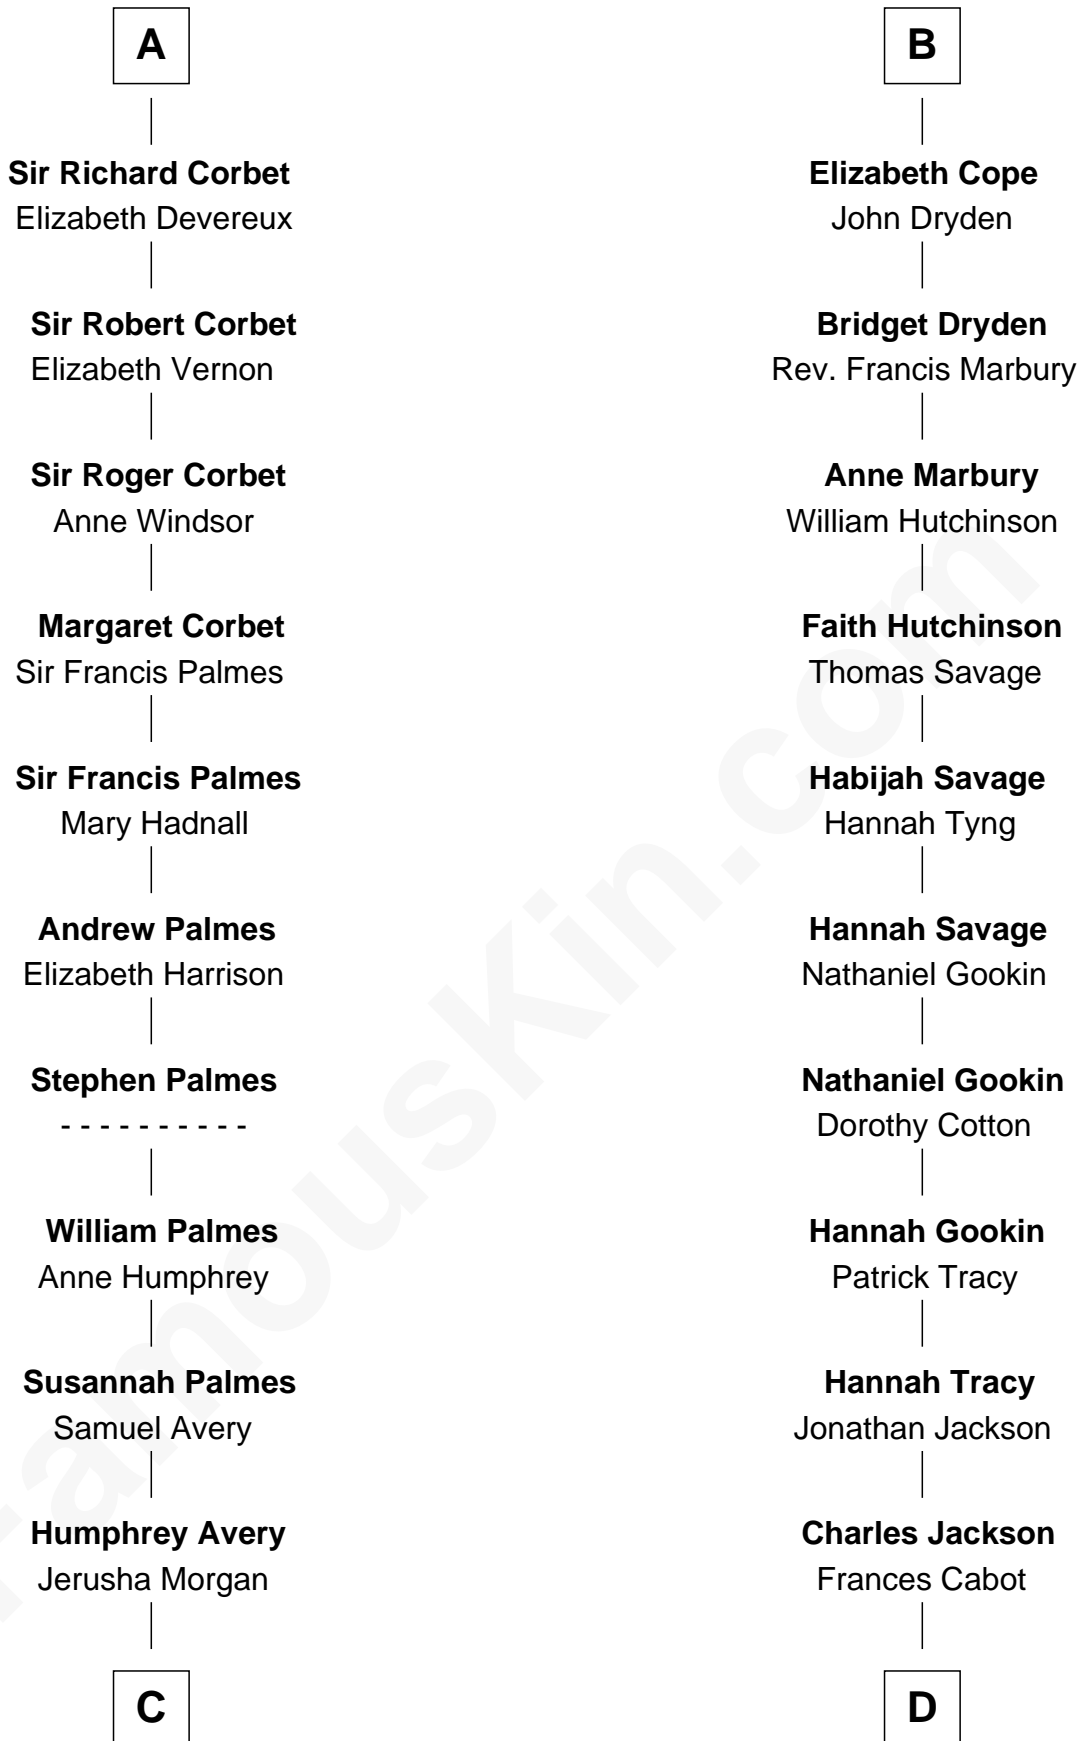 A
Sir Richard Corbet
Elizabeth Devereux
Sir Robert Corbet
Elizabeth Vernon
Sir Roger Corbet
Anne Windsor
Margaret Corbet
Sir Francis Palmes
Sir Francis Palmes
Mary Hadnall
Andrew Palmes
Elizabeth Harrison
Stephen Palmes
- - - - - - - - - -
William Palmes
Anne Humphrey
Susannah Palmes
Samuel Avery
Humphrey Avery
Jerusha Morgan
C
B
Elizabeth Cope
John Dryden
Bridget Dryden
Rev. Francis Marbury
Anne Marbury
William Hutchinson
Faith Hutchinson
Thomas Savage
Habijah Savage
Hannah Tyng
Hannah Savage
Nathaniel Gookin
Nathaniel Gookin
Dorothy Cotton
Hannah Gookin
Patrick Tracy
Hannah Tracy
Jonathan Jackson
Charles Jackson
Frances Cabot
D
FamousKin.com